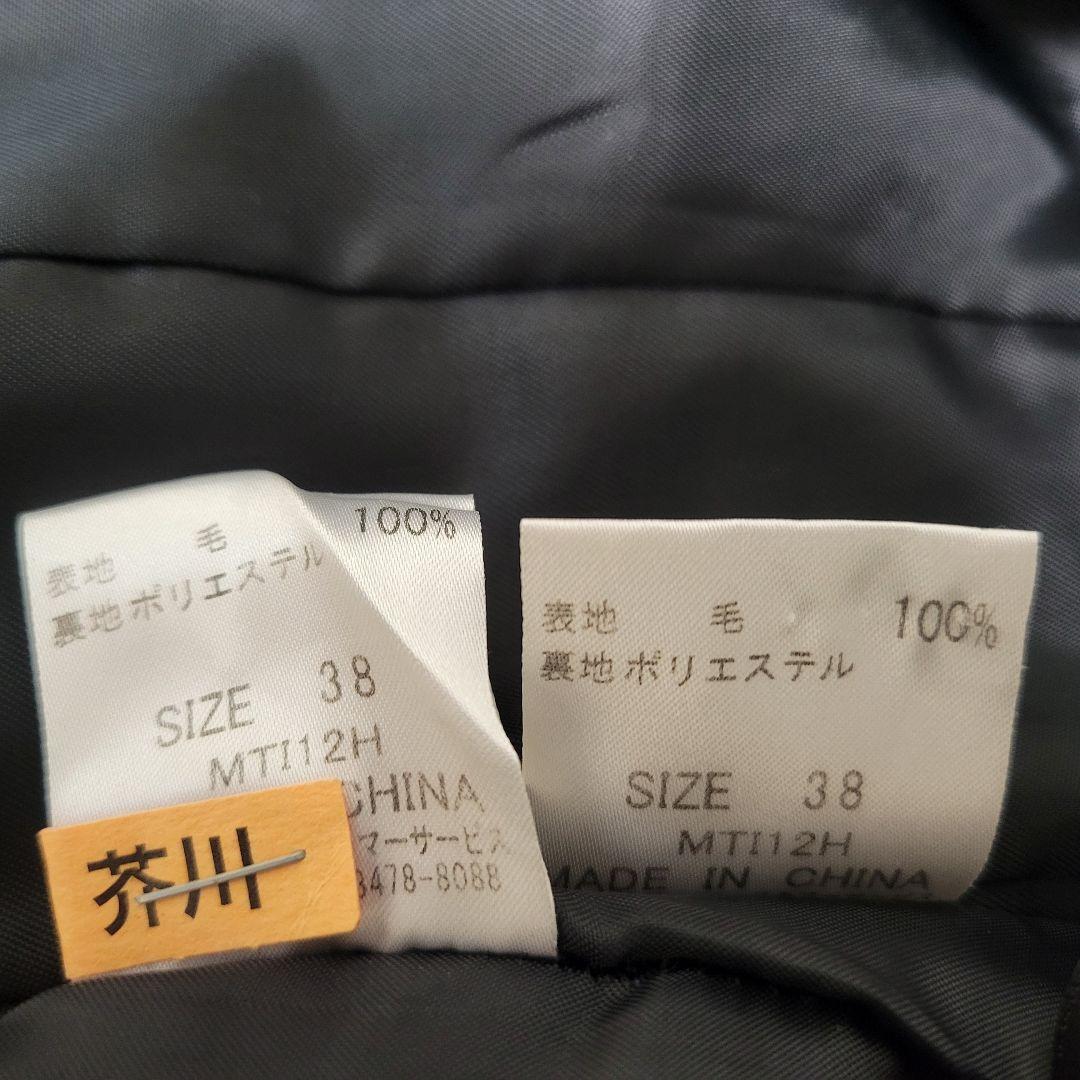 表地 毛 100%
裏地ポリエステル
SIZE 38
MTI12H
CHINA
マーサービス
3478-8088
芥川
表地 毛 100%
裏地ポリエステル
SIZE 38
MTI12H
MADE IN CHINA